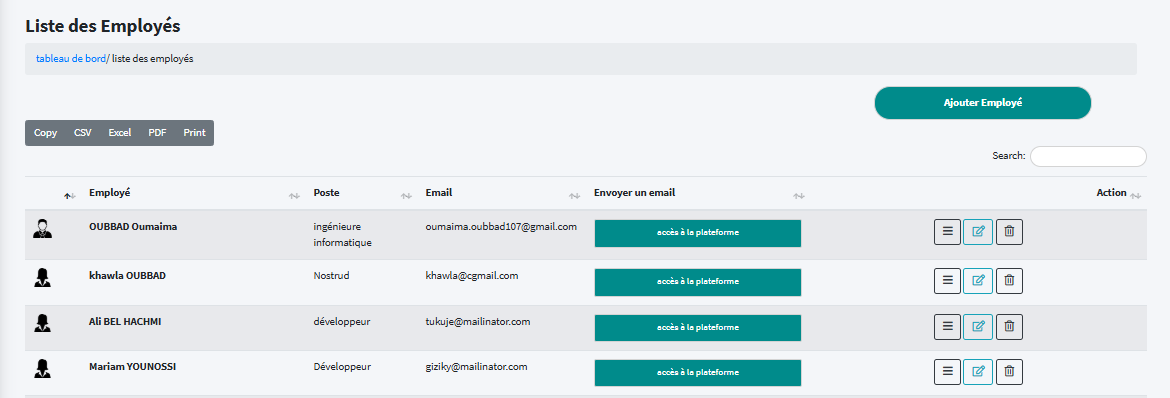 Liste des Employés
tableau de bord/ liste des employés
Ajouter Employé
Copy CSV Excel PDF Print
Search:
Employé Poste Email Envoyer un email Action
OUBBAD Oumaima ingénieure informatique oumaima.oubbad107@gmail.com accès à la plateforme
khawla OUBBAD Nostrud khawla@cgmail.com accès à la plateforme
Ali BEL HACHMI développeur tukuje@mailinator.com accès à la plateforme
Mariam YOUNOSSI Développeur giziky@mailinator.com accès à la plateforme